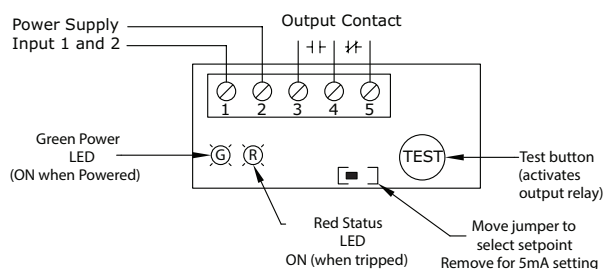 Power Supply
Input 1 and 2
Output Contact
1 2 3 4 5
Green Power
LED
(ON when Powered)
G R
TEST
Test button
(activates
output relay)
Red Status
LED
ON (when tripped)
Move jumper to
select setpoint
Remove for 5mA setting